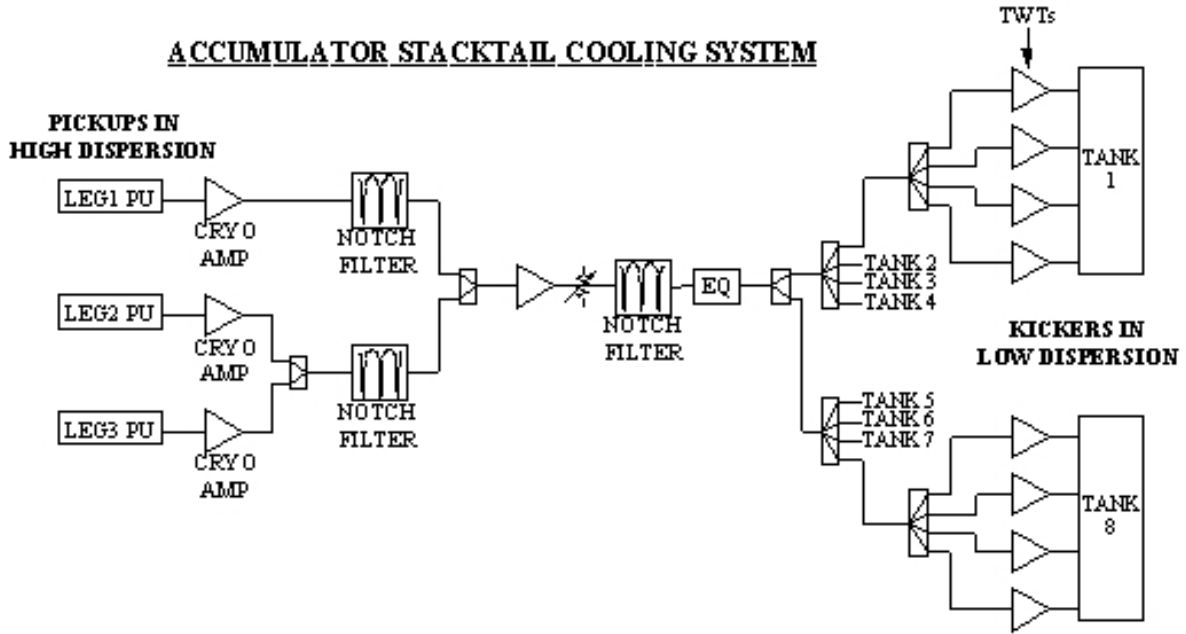 ACCUMULATOR STACKTAIL COOLING SYSTEM
TWTs
PICKUPS IN
HIGH DISPERSION
LEG1 PU
CRYO
AMP
NOTCH
FILTER
LEG2 PU
CRYO
AMP
LEG3 PU
CRYO
AMP
NOTCH
FILTER
NOTCH
FILTER
EQ
TANK 2
TANK 3
TANK 4
TANK 5
TANK 6
TANK 7
TANK
1
KICKERS IN
LOW DISPERSION
TANK
8